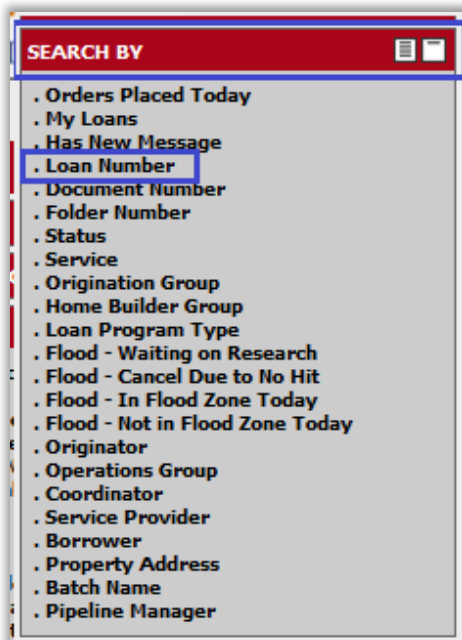 SEARCH BY
. Orders Placed Today
. My Loans
. Has New Message
. Loan Number
. Document Number
. Folder Number
. Status
. Service
. Origination Group
. Home Builder Group
. Loan Program Type
. Flood - Waiting on Research
. Flood - Cancel Due to No Hit
. Flood - In Flood Zone Today
. Flood - Not in Flood Zone Today
. Originator
. Operations Group
. Coordinator
. Service Provider
. Borrower
. Property Address
. Batch Name
. Pipeline Manager